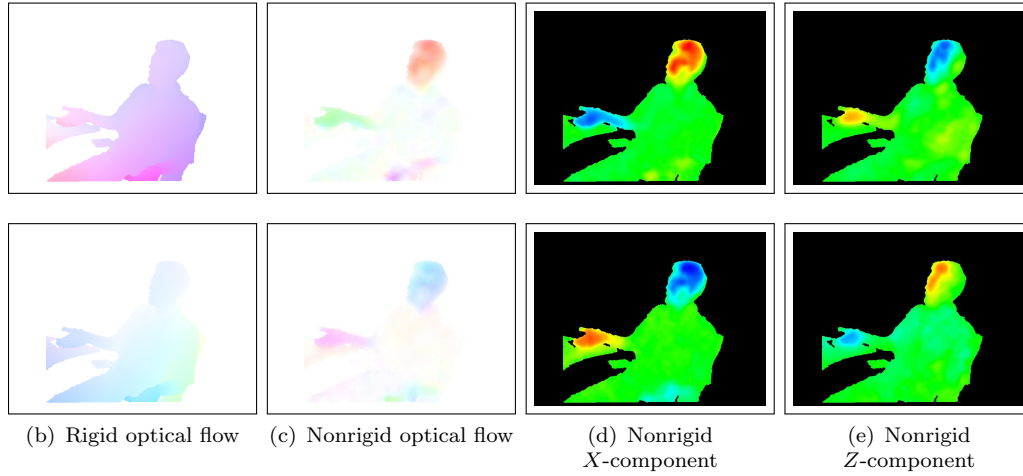 (b) Rigid optical flow (c) Nonrigid optical flow (d) Nonrigid (e) Nonrigid
X-component Z-component